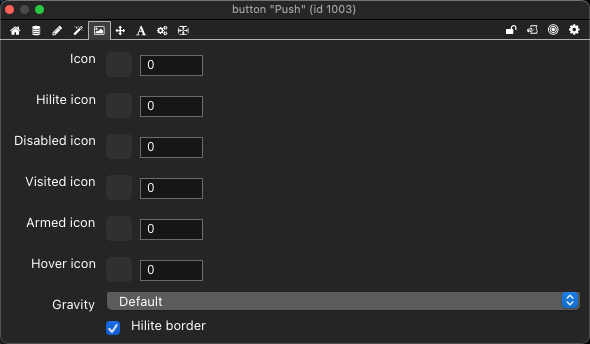 button "Push" (id 1003)
A
Icon 0
Hilite icon 0
Disabled icon 0
Visited icon 0
Armed icon 0
Hover icon 0
Gravity Default
Hilite border